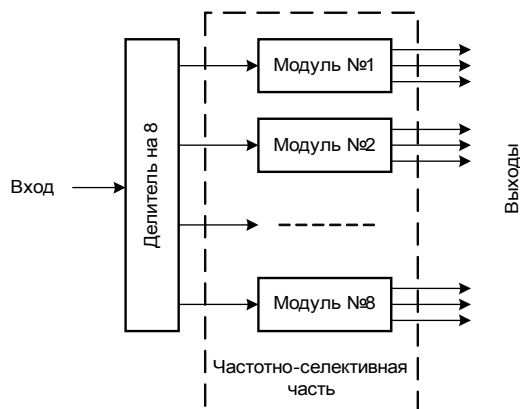 Модуль №1
Модуль №2
Делитель на 8
Вход
Выходы
Модуль №8
Частотно-селективная
часть